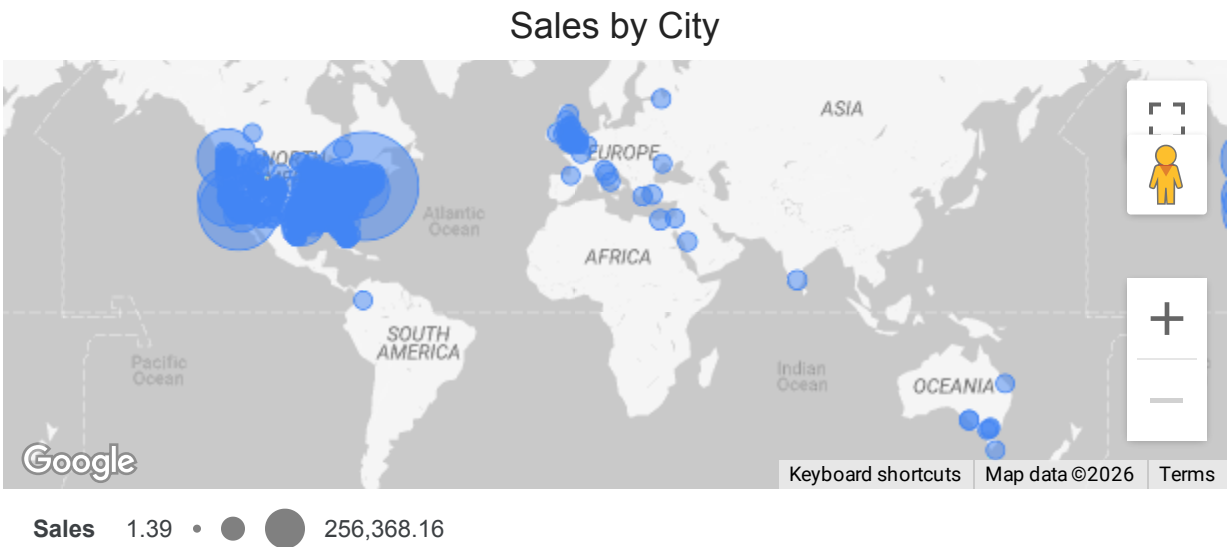 Sales by City
ASIA
NORTH
EUROPE
Atlantic
Ocean
AFRICA
SOUTH
AMERICA
Pacific
Ocean
Indian
Ocean
OCEANIA
Google
Keyboard shortcuts
Map data ©2026
Terms
Sales 1.39 256,368.16